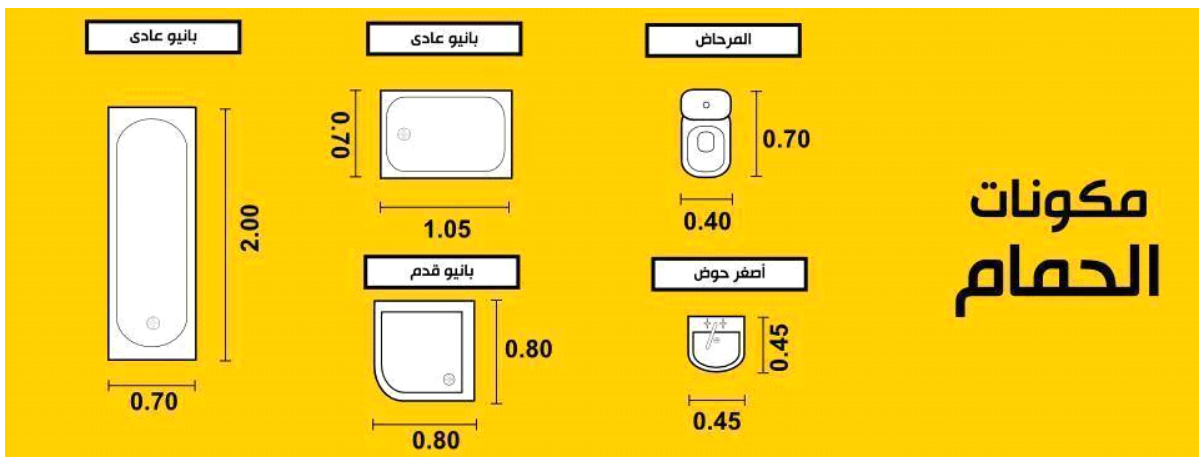 مكونات
الحمام
المرحاض
0.70
0.40
أصغر حوض
0.45
0.45
بانيو عادى
0.70
1.05
بانيو قدم
0.80
0.80
بانيو عادى
2.00
0.70